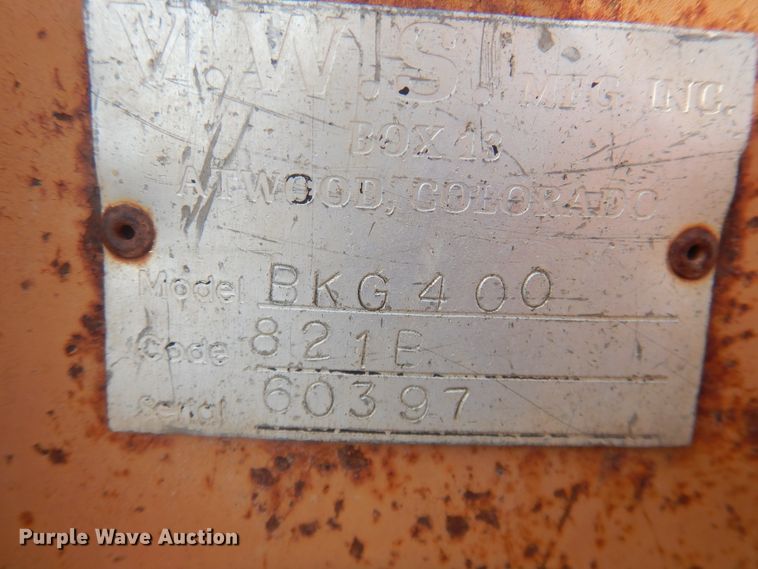 V.W.S. MFG. INC.
BOX 13
ATWOOD, COLORADO
Model BKG400
Code 821B
Serial 60397
Purple Wave Auction